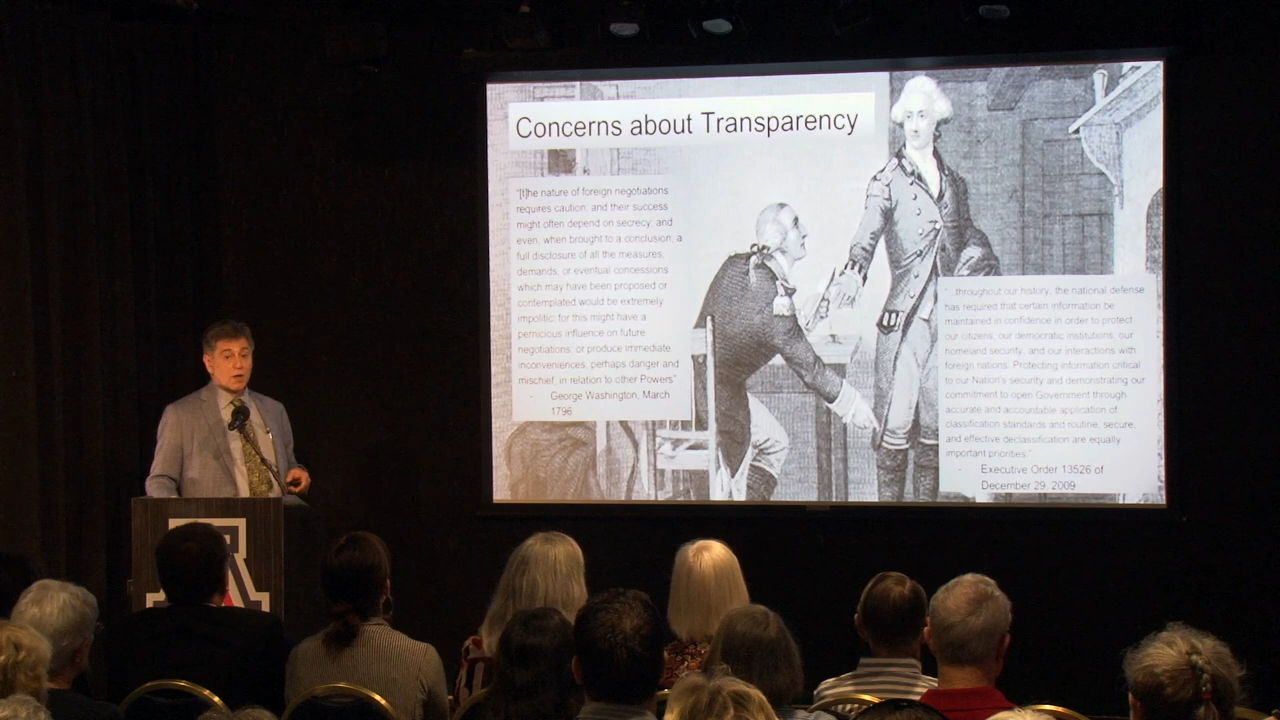 Concerns about Transparency
"[t]he nature of foreign negotiations
requires caution; and their success
might often depend on secrecy; and
even, when brought to a conclusion, a
full disclosure of all the measures,
demands, or eventual concessions
which may have been proposed or
contemplated would be extremely
impolitic; for this might have a
pernicious influence on future
negotiations; or produce immediate
inconveniences, perhaps danger and
mischief, in relation to other Powers"
- George Washington, March
1796
"...throughout our history, the national defense
has required that certain information be
maintained in confidence in order to protect
our citizens, our democratic institutions, our
homeland security, and our interactions with
foreign nations. Protecting information critical
to our Nation's security and demonstrating our
commitment to open Government through
accurate and accountable application of
classification standards and routine, secure,
and effective declassification are equally
important priorities."
- Executive Order 13526 of
December 29, 2009
A